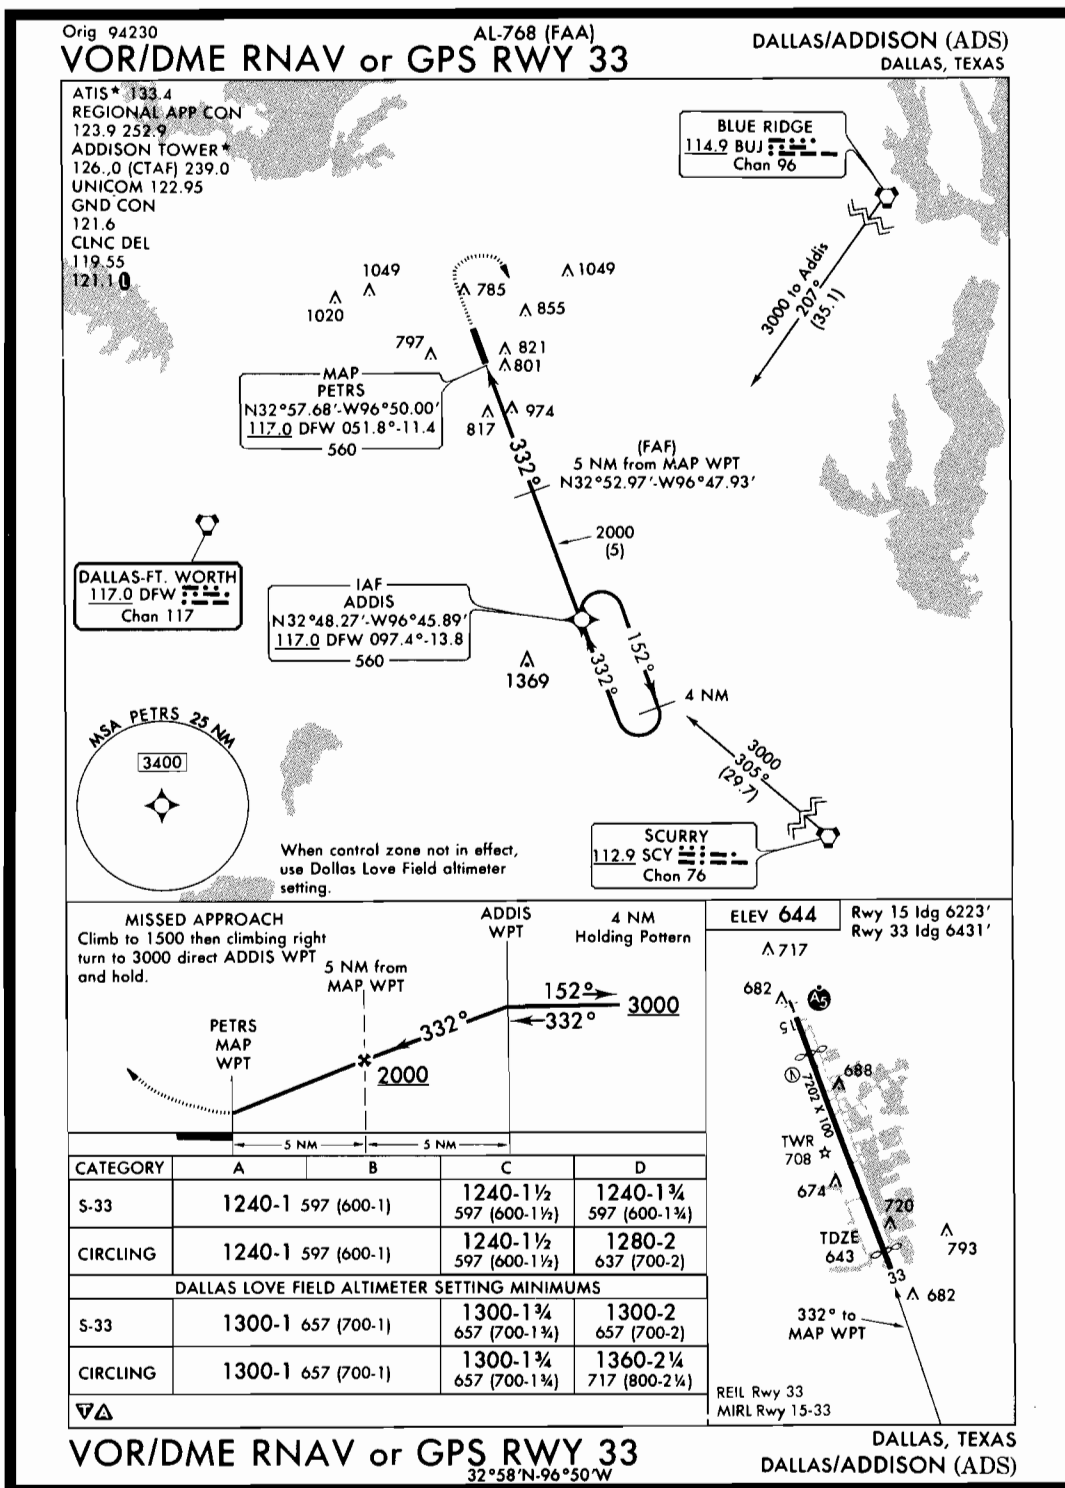 Orig 94230
AL-768 (FAA)
VOR/DME RNAV or GPS RWY 33
DALLAS/ADDISON (ADS)
DALLAS, TEXAS
ATIS★ 133.4
REGIONAL APP CON
123.9 252.9
ADDISON TOWER★
126.,0 (CTAF) 239.0
UNICOM 122.95
GND CON
121.6
CLNC DEL
119.55
121.1 L
BLUE RIDGE
114.9 BUJ
Chan 96
3000 to Addis
207°
(35.1)
1049
1020
785
1049
855
797
821
801
MAP
PETRS
N32°57.68'-W96°50.00'
117.0 DFW 051.8°-11.4
560
974
817
332°
(FAF)
5 NM from MAP WPT
N32°52.97'-W96°47.93'
2000
(5)
DALLAS-FT. WORTH
117.0 DFW
Chan 117
IAF
ADDIS
N32°48.27'-W96°45.89'
117.0 DFW 097.4°-13.8
560
1369
152°
332°
4 NM
3000
305°
(29.7)
MSA PETRS 25 NM
3400
SCURRY
112.9 SCY
Chon 76
When control zone not in effect,
use Dollas Love Field altimeter
setting.
MISSED APPROACH
Climb to 1500 then climbing right
turn to 3000 direct ADDIS WPT
and hold.
5 NM from
MAP WPT
ADDIS
WPT
4 NM
Holding Pattern
PETRS
MAP
WPT
332°
152°
332°
3000
2000
5 NM
5 NM
ELEV 644
Rwy 15 ldg 6223'
Rwy 33 ldg 6431'
717
682
A5
15
688
7202 X 100
TWR
708
674
720
TDZE
643
793
33
682
332° to
MAP WPT
REIL Rwy 33
MIRL Rwy 15-33
CATEGORY A B C D
S-33 1240-1 597 (600-1) 1240-1½ 597 (600-1½) 1240-1¾ 597 (600-1¾)
CIRCLING 1240-1 597 (600-1) 1240-1½ 597 (600-1½) 1280-2 637 (700-2)
DALLAS LOVE FIELD ALTIMETER SETTING MINIMUMS
S-33 1300-1 657 (700-1) 1300-1¾ 657 (700-1¾) 1300-2 657 (700-2)
CIRCLING 1300-1 657 (700-1) 1300-1¾ 657 (700-1¾) 1360-2¼ 717 (800-2¼)
T A
VOR/DME RNAV or GPS RWY 33
32°58'N-96°50'W
DALLAS, TEXAS
DALLAS/ADDISON (ADS)